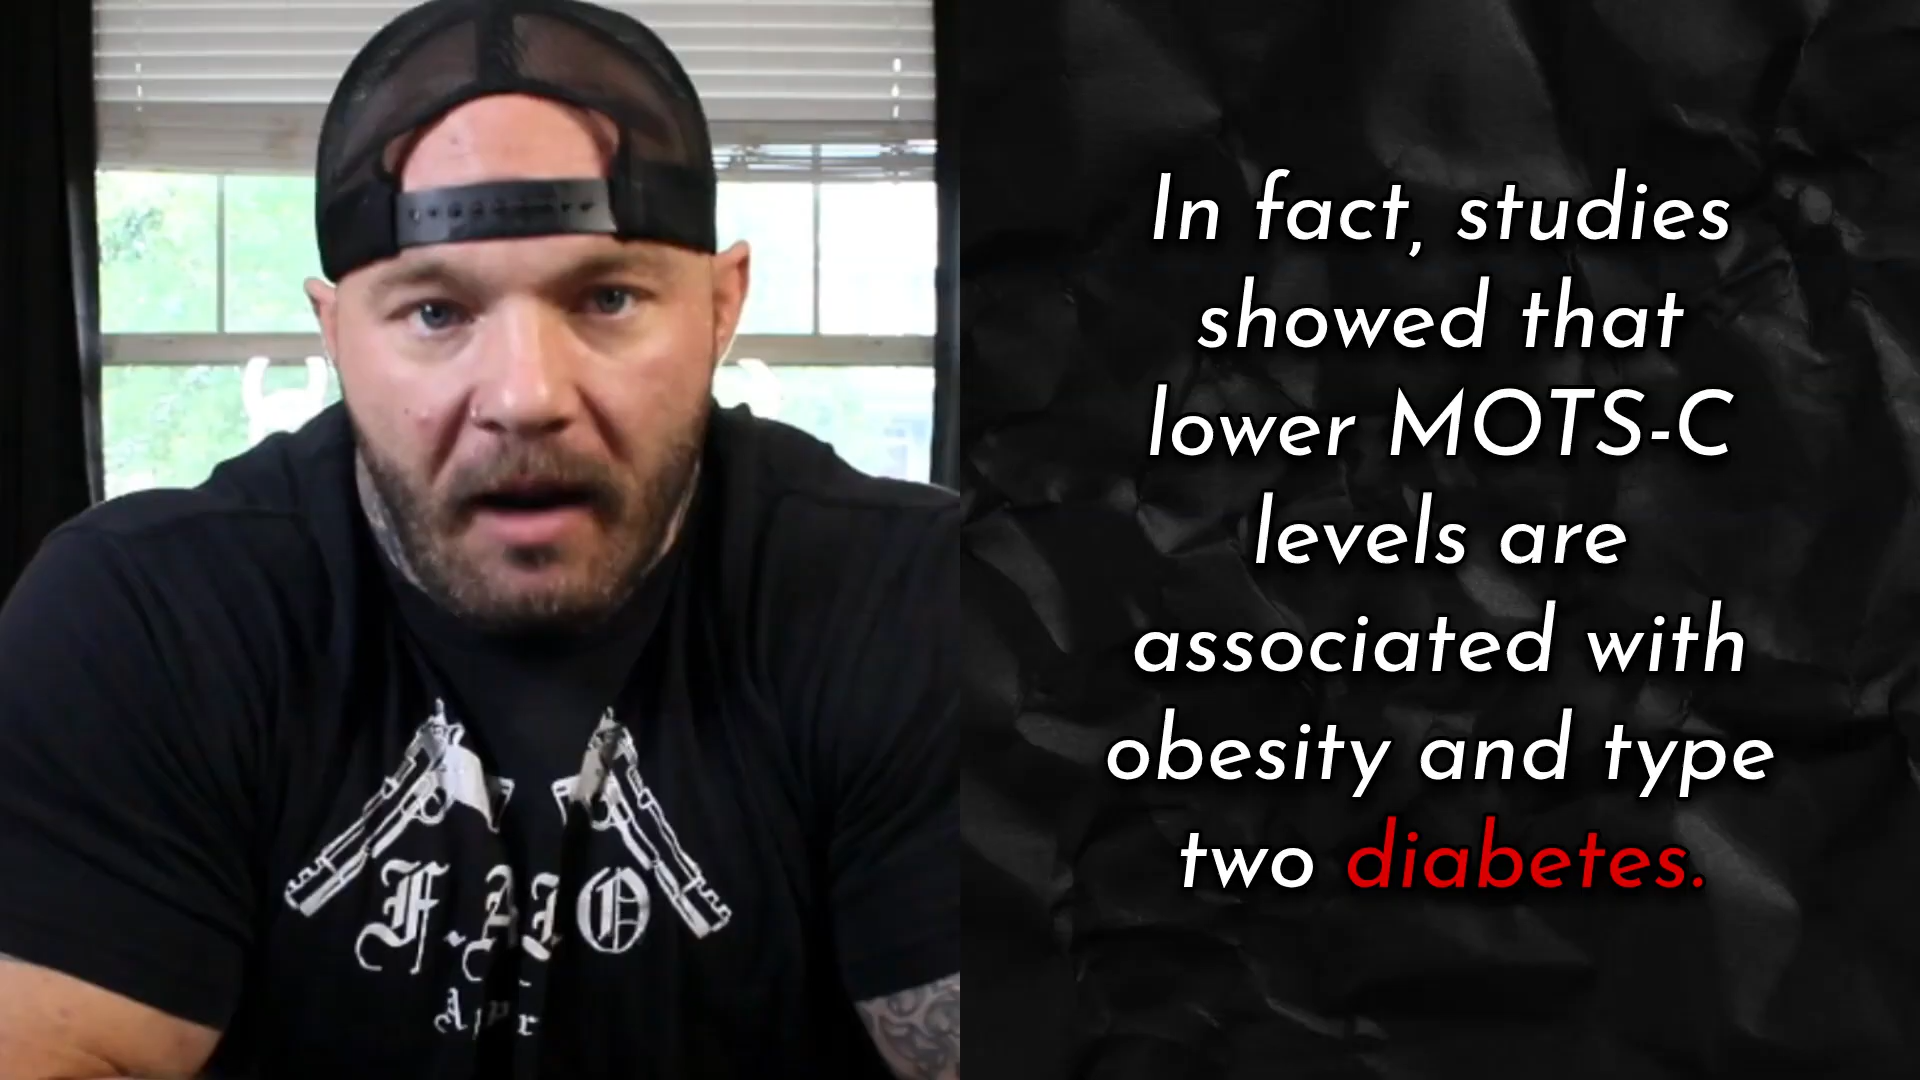 In fact, studies
showed that
lower MOTS-C
levels are
associated with
obesity and type
two diabetes.